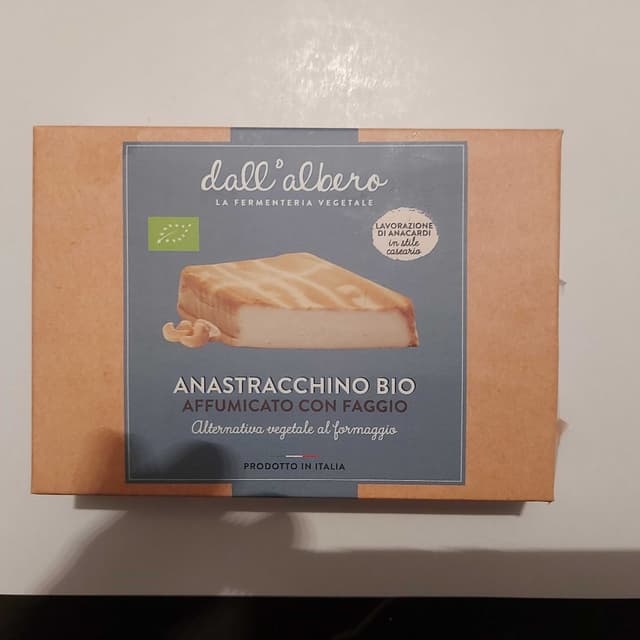 dall'albero
LA FERMENTERIA VEGETALE
LAVORAZIONE
DI ANACARDI
in stile
caseario
ANASTRACCHINO BIO
AFFUMICATO CON FAGGIO
Alternativa vegetale al formaggio
PRODOTTO IN ITALIA